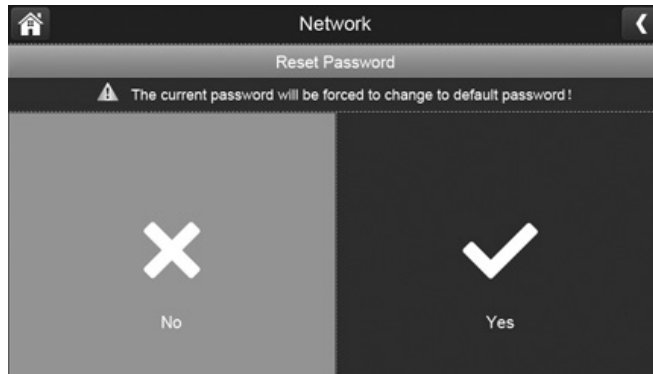 Network
Reset Password
The current password will be forced to change to default password!
No
Yes